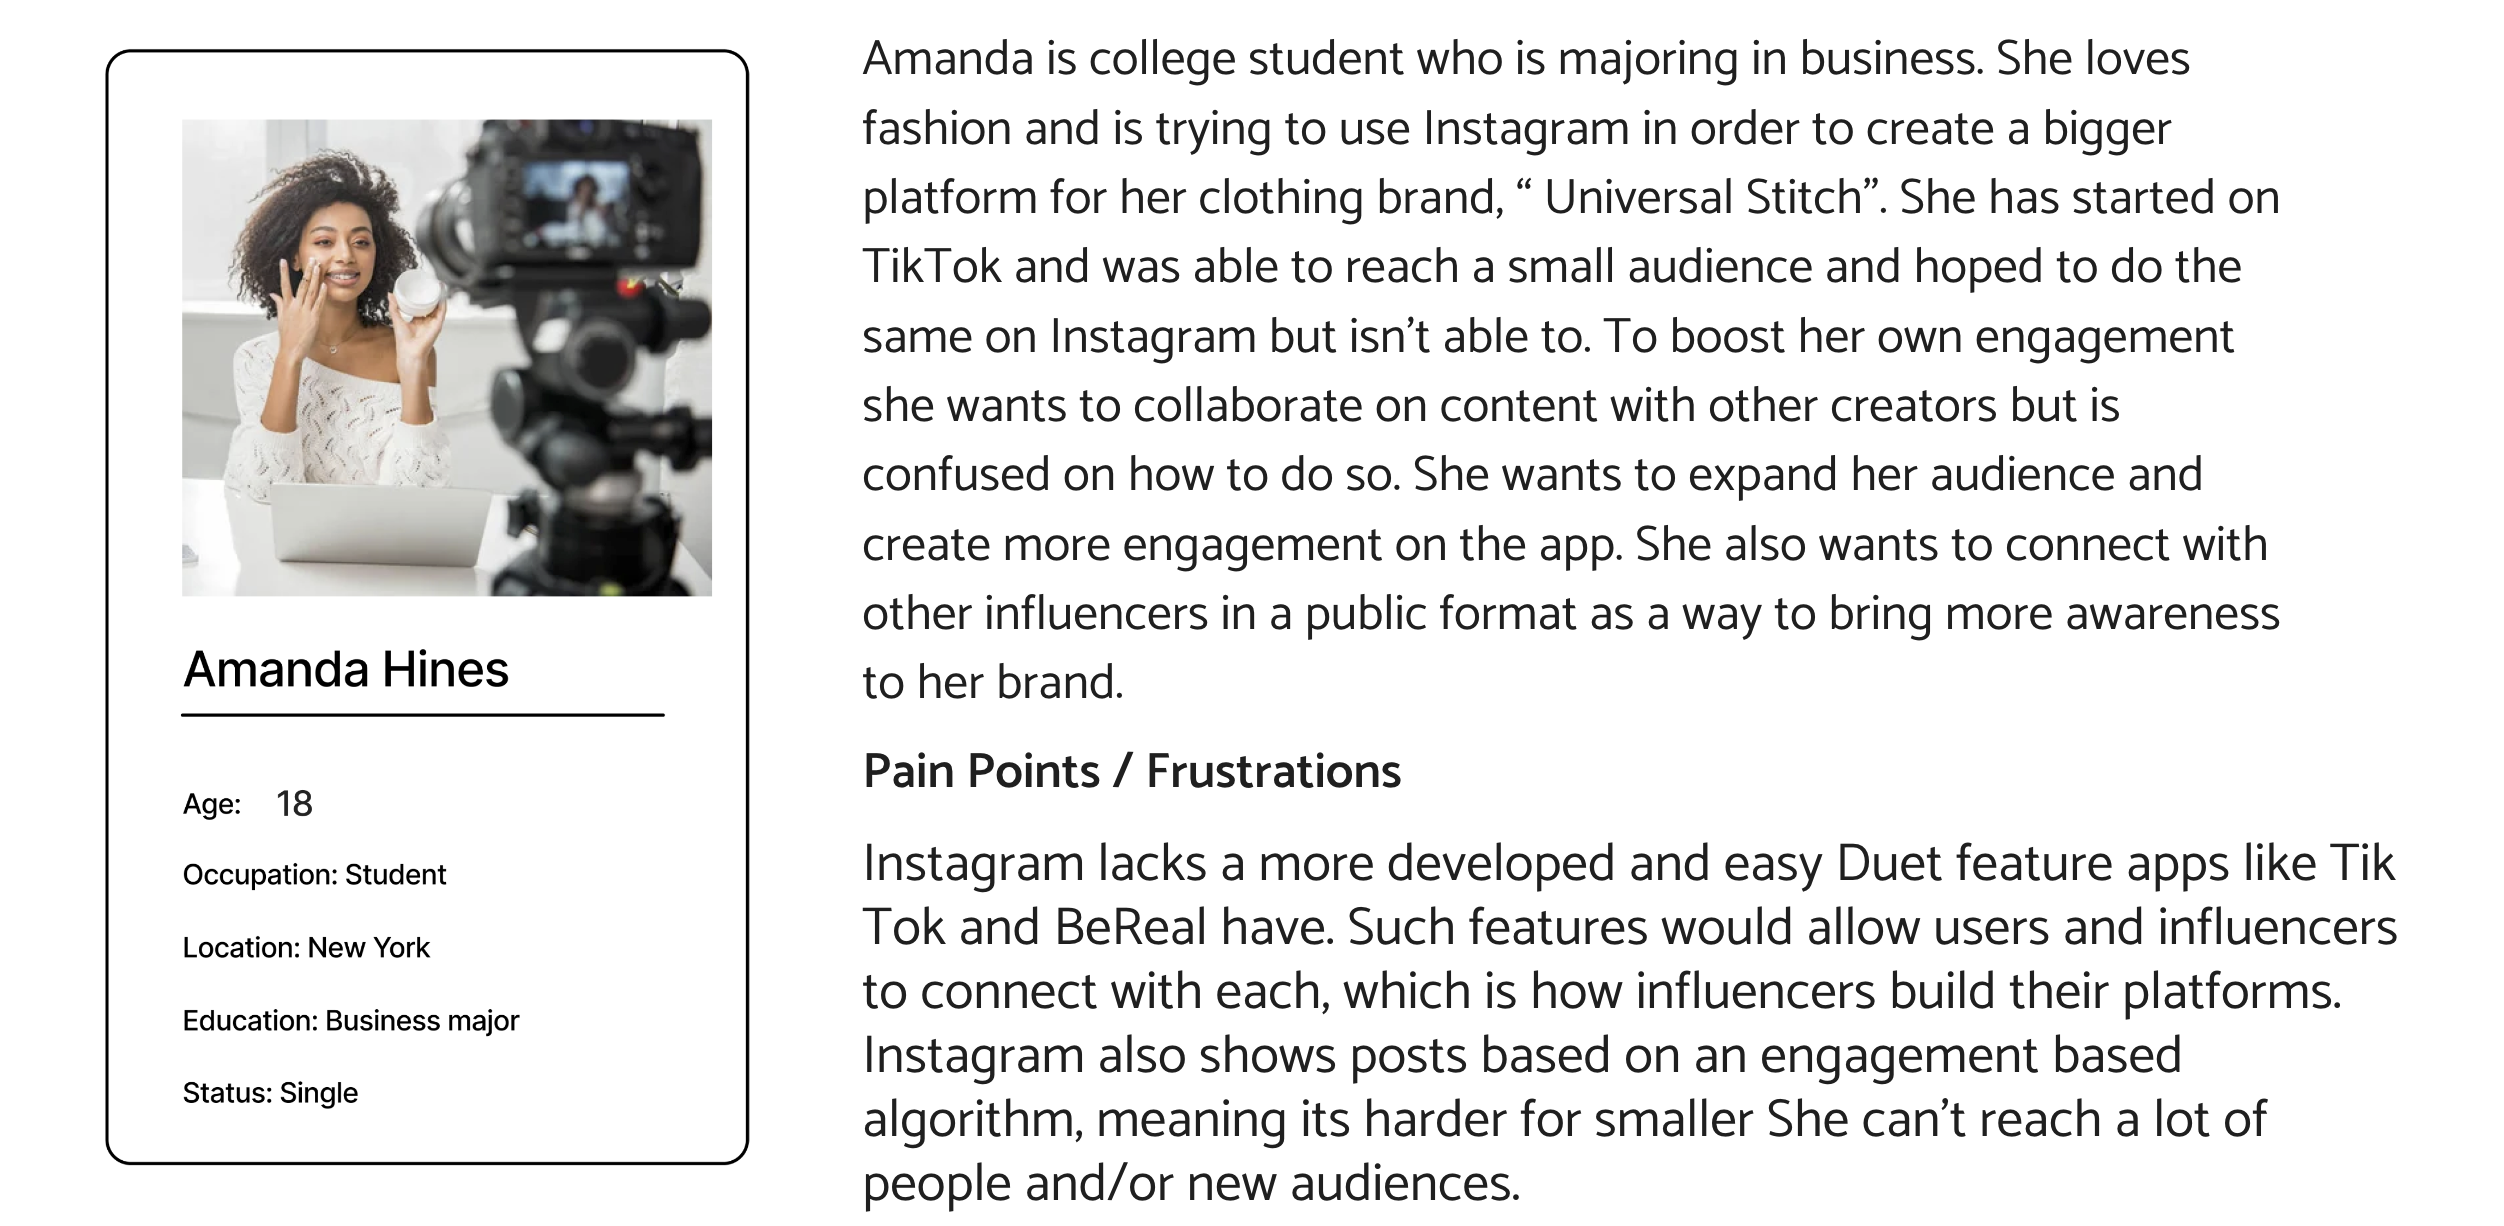 Amanda Hines
Age: 18
Occupation: Student
Location: New York
Education: Business major
Status: Single
Amanda is college student who is majoring in business. She loves
fashion and is trying to use Instagram in order to create a bigger
platform for her clothing brand, “ Universal Stitch”. She has started on
TikTok and was able to reach a small audience and hoped to do the
same on Instagram but isn’t able to. To boost her own engagement
she wants to collaborate on content with other creators but is
confused on how to do so. She wants to expand her audience and
create more engagement on the app. She also wants to connect with
other influencers in a public format as a way to bring more awareness
to her brand.
Pain Points / Frustrations
Instagram lacks a more developed and easy Duet feature apps like Tik
Tok and BeReal have. Such features would allow users and influencers
to connect with each, which is how influencers build their platforms.
Instagram also shows posts based on an engagement based
algorithm, meaning its harder for smaller She can’t reach a lot of
people and/or new audiences.